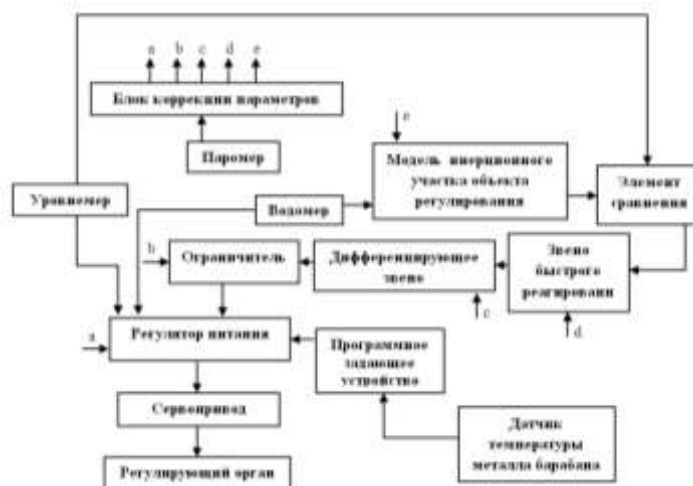 a b c d e
Блок коррекции параметров
Паромер
e
Модель инерционного
участка объекта
регулирования
Элемент
сравнения
Уровнемер
Водомер
b
Ограничитель
Дифференцирующее
звено
Звено
быстрого
реагировани
c
d
a
Регулятор питания
Программное
задающее
устройство
Сервопривод
Датчик
температуры
металла барабана
Регулирующий орган